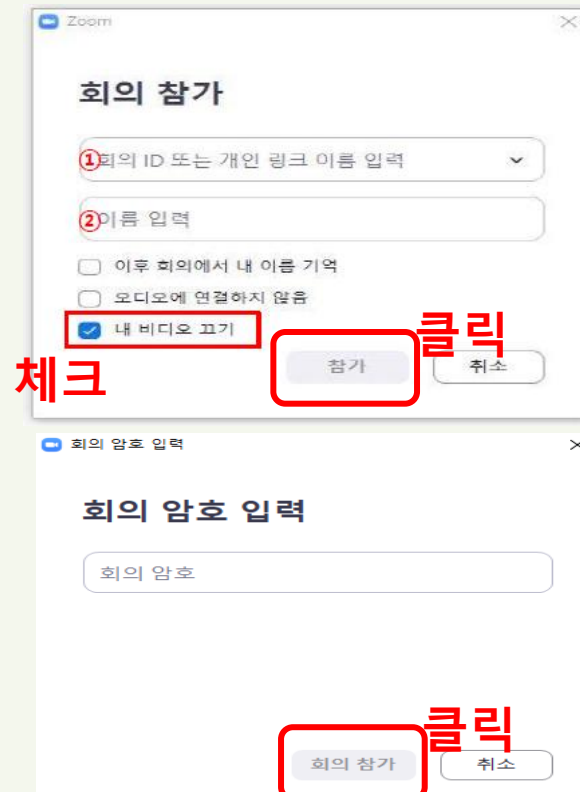 Zoom
회의 참가
①회의 ID 또는 개인 링크 이름 입력
②이름 입력
이후 회의에서 내 이름 기억
오디오에 연결하지 않음
내 비디오 끄기
클릭
체크
참가
취소
회의 암호 입력
회의 암호 입력
회의 암호
클릭
회의 참가
취소